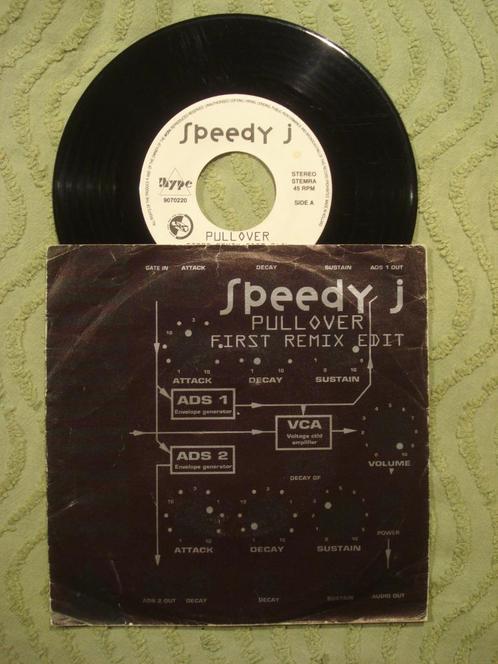 Speedy J
STEREO
STEMRA
45 RPM
SIDE A
hype
9070220
PULLOVER
GATE IN ATTACK DECAY SUSTAIN ADS 1 OUT
Speedy J
PULLOVER
FIRST REMIX EDIT
ATTACK DECAY SUSTAIN
ADS 1
Envelope generator
VCA
Voltage ctld
amplifier
ADS 2
Envelope generator
VOLUME
DECAY OF
ATTACK DECAY SUSTAIN
POWER
ADS 2 OUT DECAY DECAY SUSTAIN AUDIO OUT